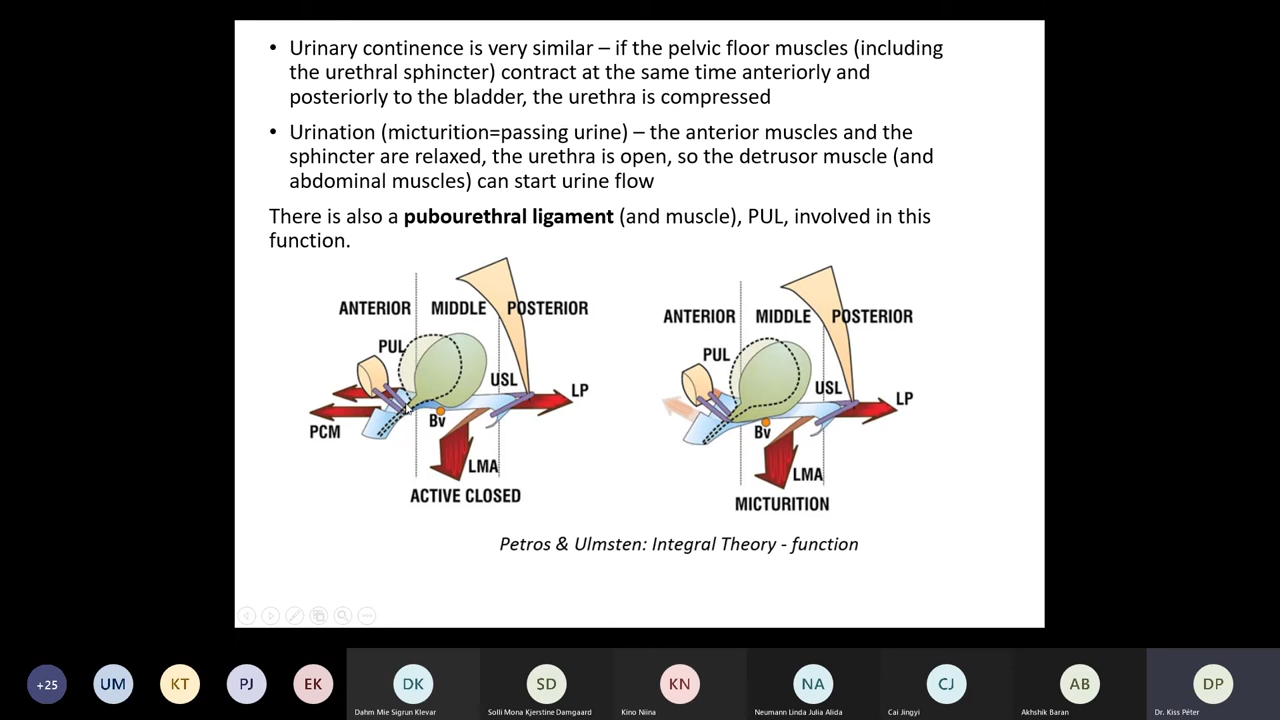 • Urinary continence is very similar – if the pelvic floor muscles (including
the urethral sphincter) contract at the same time anteriorly and
posteriorly to the bladder, the urethra is compressed
• Urination (micturition=passing urine) – the anterior muscles and the
sphincter are relaxed, the urethra is open, so the detrusor muscle (and
abdominal muscles) can start urine flow
There is also a pubourethral ligament (and muscle), PUL, involved in this
function.
ANTERIOR MIDDLE POSTERIOR
PUL
USL
LP
Bv
PCM
LMA
ACTIVE CLOSED
ANTERIOR MIDDLE POSTERIOR
PUL
USL
LP
Bv
LMA
MICTURITION
Petros & Ulmsten: Integral Theory - function
+25 UM KT PJ EK DK SD KN NA CJ AB DP
Dahm Mie Sigrun Klevar Solli Mona Kjerstine Damgaard Kino Niina Neumann Linda Julia Alida Cai Jingyi Akhshik Baran Dr. Kiss Péter